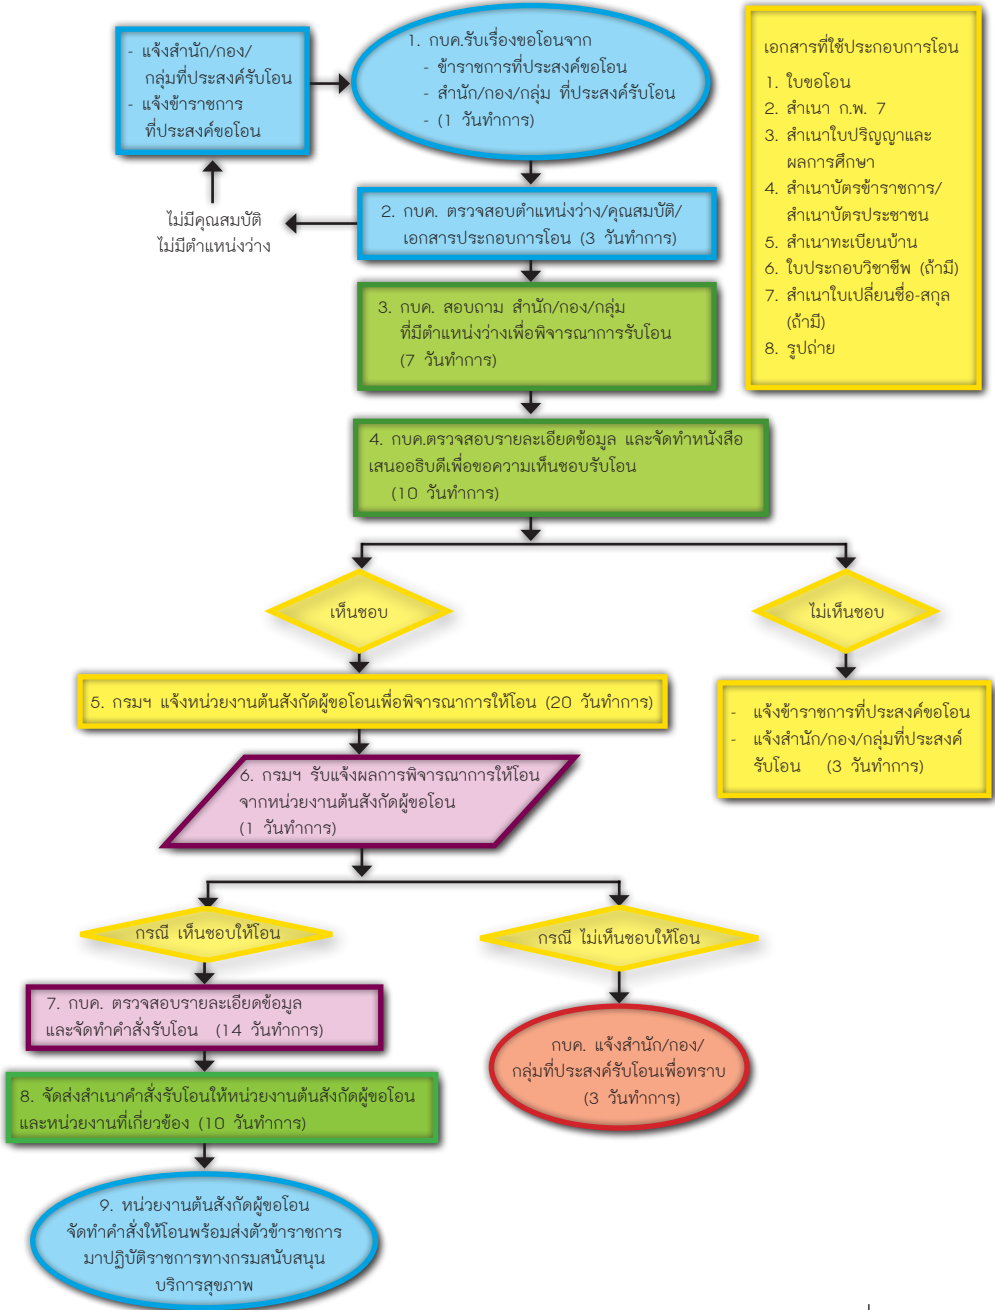 - แจ้งสำนัก/กอง/
กลุ่มที่ประสงค์รับโอน
- แจ้งข้าราชการ
ที่ประสงค์ขอโอน
1. กบค.รับเรื่องขอโอนจาก
- ข้าราชการที่ประสงค์ขอโอน
- สำนัก/กอง/กลุ่ม ที่ประสงค์รับโอน
- (1 วันทำการ)
เอกสารที่ใช้ประกอบการโอน
1. ใบขอโอน
2. สำเนา ก.พ. 7
3. สำเนาใบปริญญาและ
ผลการศึกษา
4. สำเนาบัตรข้าราชการ/
สำเนาบัตรประชาชน
5. สำเนาทะเบียนบ้าน
6. ใบประกอบวิชาชีพ (ถ้ามี)
7. สำเนาใบเปลี่ยนชื่อ-สกุล
(ถ้ามี)
8. รูปถ่าย
ไม่มีคุณสมบัติ
ไม่มีตำแหน่งว่าง
2. กบค. ตรวจสอบตำแหน่งว่าง/คุณสมบัติ/
เอกสารประกอบการโอน (3 วันทำการ)
3. กบค. สอบถาม สำนัก/กอง/กลุ่ม
ที่มีตำแหน่งว่างเพื่อพิจารณาการรับโอน
(7 วันทำการ)
4. กบค.ตรวจสอบรายละเอียดข้อมูล และจัดทำหนังสือ
เสนออธิบดีเพื่อขอความเห็นชอบรับโอน
(10 วันทำการ)
เห็นชอบ
ไม่เห็นชอบ
5. กรมฯ แจ้งหน่วยงานต้นสังกัดผู้ขอโอนเพื่อพิจารณาการให้โอน (20 วันทำการ)
- แจ้งข้าราชการที่ประสงค์ขอโอน
- แจ้งสำนัก/กอง/กลุ่มที่ประสงค์
รับโอน (3 วันทำการ)
6. กรมฯ รับแจ้งผลการพิจารณาการให้โอน
จากหน่วยงานต้นสังกัดผู้ขอโอน
(1 วันทำการ)
กรณี เห็นชอบให้โอน
กรณี ไม่เห็นชอบให้โอน
7. กบค. ตรวจสอบรายละเอียดข้อมูล
และจัดทำคำสั่งรับโอน (14 วันทำการ)
กบค. แจ้งสำนัก/กอง/
กลุ่มที่ประสงค์รับโอนเพื่อทราบ
(3 วันทำการ)
8. จัดส่งสำเนาคำสั่งรับโอนให้หน่วยงานต้นสังกัดผู้ขอโอน
และหน่วยงานที่เกี่ยวข้อง (10 วันทำการ)
9. หน่วยงานต้นสังกัดผู้ขอโอน
จัดทำคำสั่งให้โอนพร้อมส่งตัวข้าราชการ
มาปฏิบัติราชการทางกรมสนับสนุน
บริการสุขภาพ